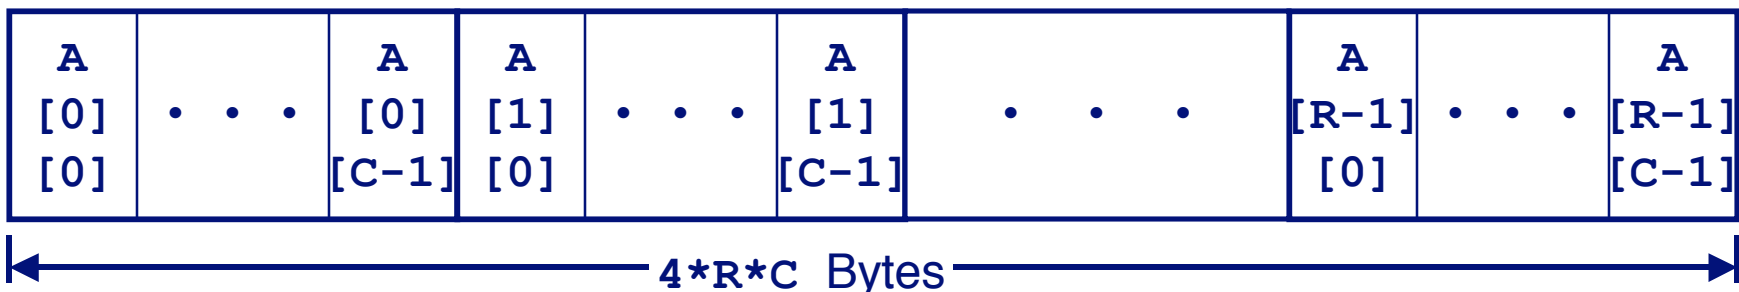 A A A A A A
[0] • • • [0] [1] • • • [1] • • • [R-1] • • • [R-1]
[0] [C-1] [0] [C-1] [0] [C-1]
4*R*C Bytes